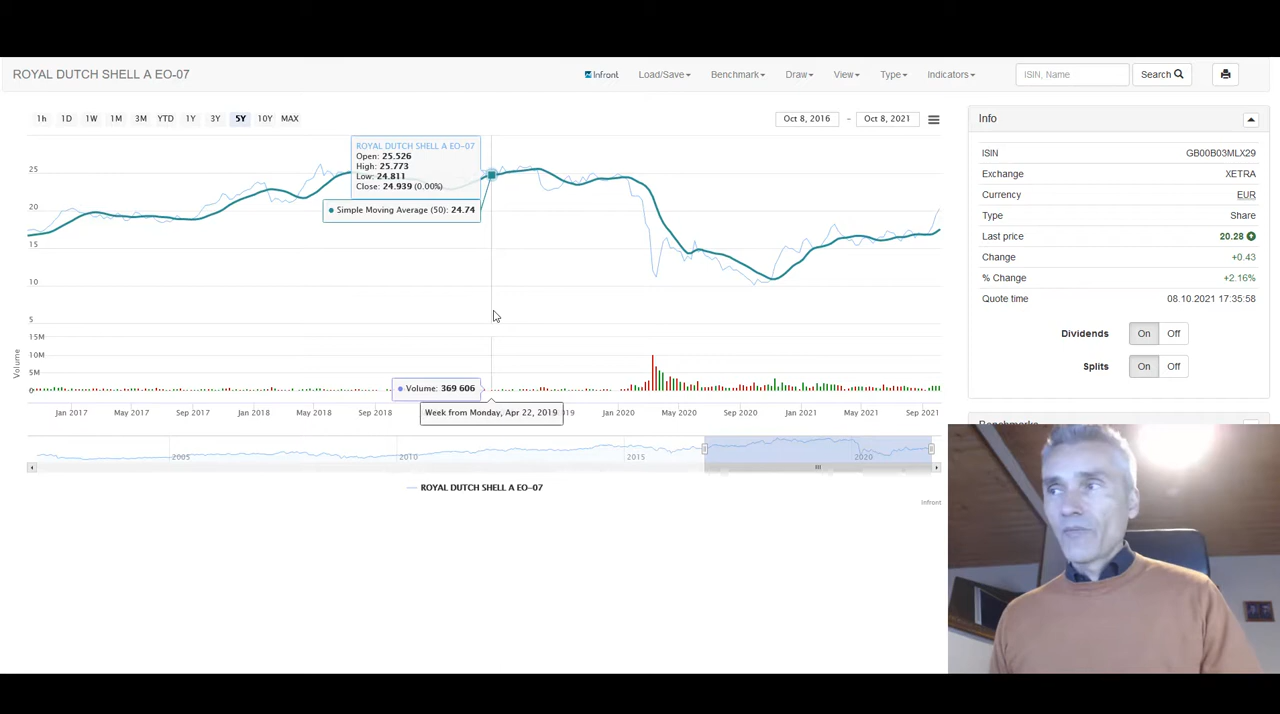 ROYAL DUTCH SHELL A EO-07
Infront
Load/Save
Benchmark
Draw
View
Type
Indicators
ISIN, Name
Search
1h 1D 1W 1M 3M 6M YTD 1Y 3Y 5Y 10Y MAX
Oct 8, 2016 – Oct 8, 2021
ROYAL DUTCH SHELL A EO-07
Open: 25.526
High: 25.773
Low: 24.811
Close: 24.939 (0.00%)
Simple Moving Average (50): 24.74
25
20
15
10
5
15M
10M
5M
0
Volume
Volume: 369 606
Jan 2017 May 2017 Sep 2017 Jan 2018 May 2018 Sep 2018 Week from Monday, Apr 22, 2019 019 Jan 2020 May 2020 Sep 2020 Jan 2021 May 2021 Sep 2021
2005 2010 2015 2020
ROYAL DUTCH SHELL A EO-07
Infront
Info
ISIN GB00B03MLX29
Exchange XETRA
Currency EUR
Type Share
Last price 20.28
Change +0.43
% Change +2.16%
Quote time 08.10.2021 17:35:58
Dividends On Off
Splits On Off
Benchmarks